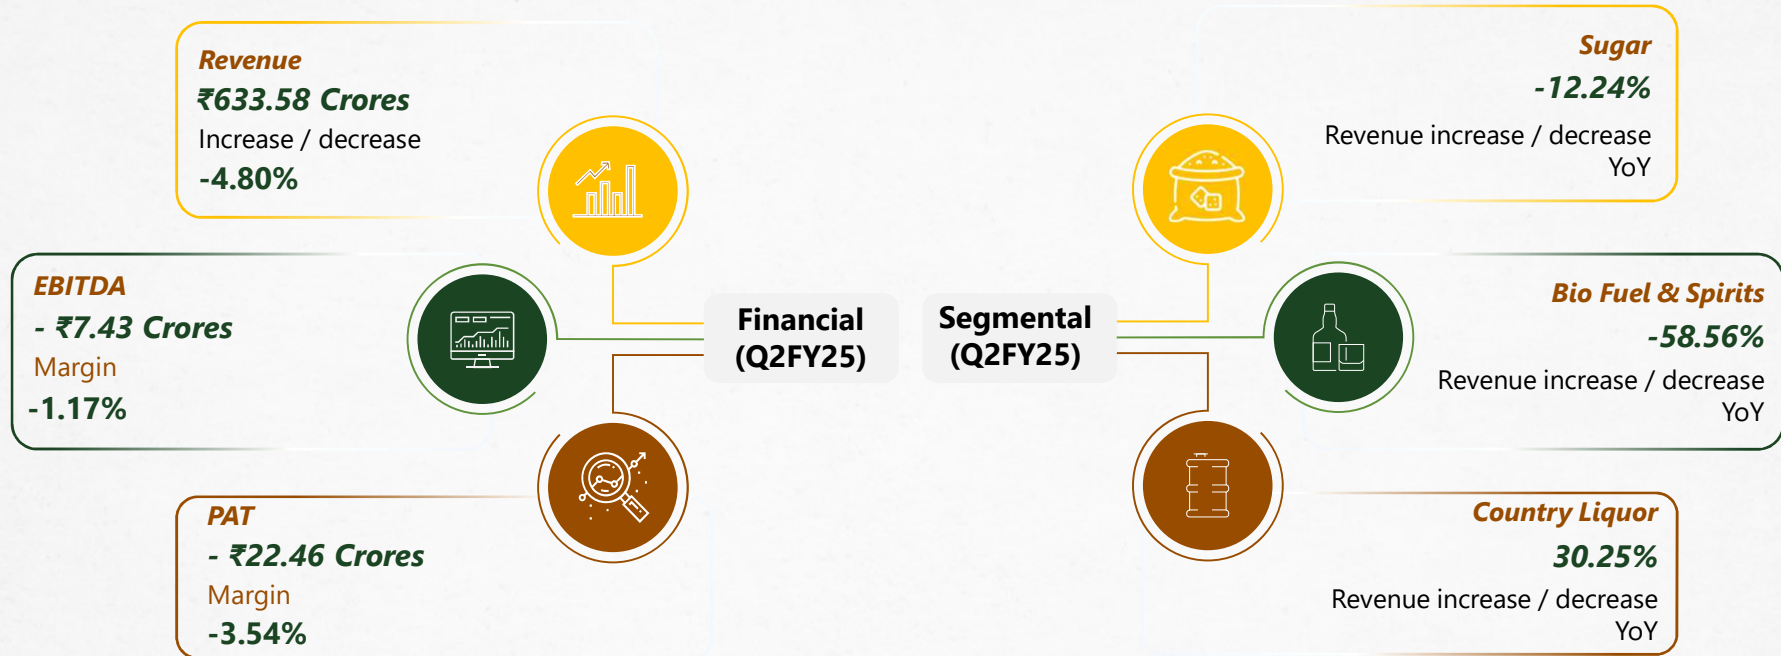 Revenue
₹633.58 Crores
Increase / decrease
-4.80%
EBITDA
- ₹7.43 Crores
Margin
-1.17%
PAT
- ₹22.46 Crores
Margin
-3.54%
Financial
(Q2FY25)
Segmental
(Q2FY25)
Sugar
-12.24%
Revenue increase / decrease
YoY
Bio Fuel & Spirits
-58.56%
Revenue increase / decrease
YoY
Country Liquor
30.25%
Revenue increase / decrease
YoY